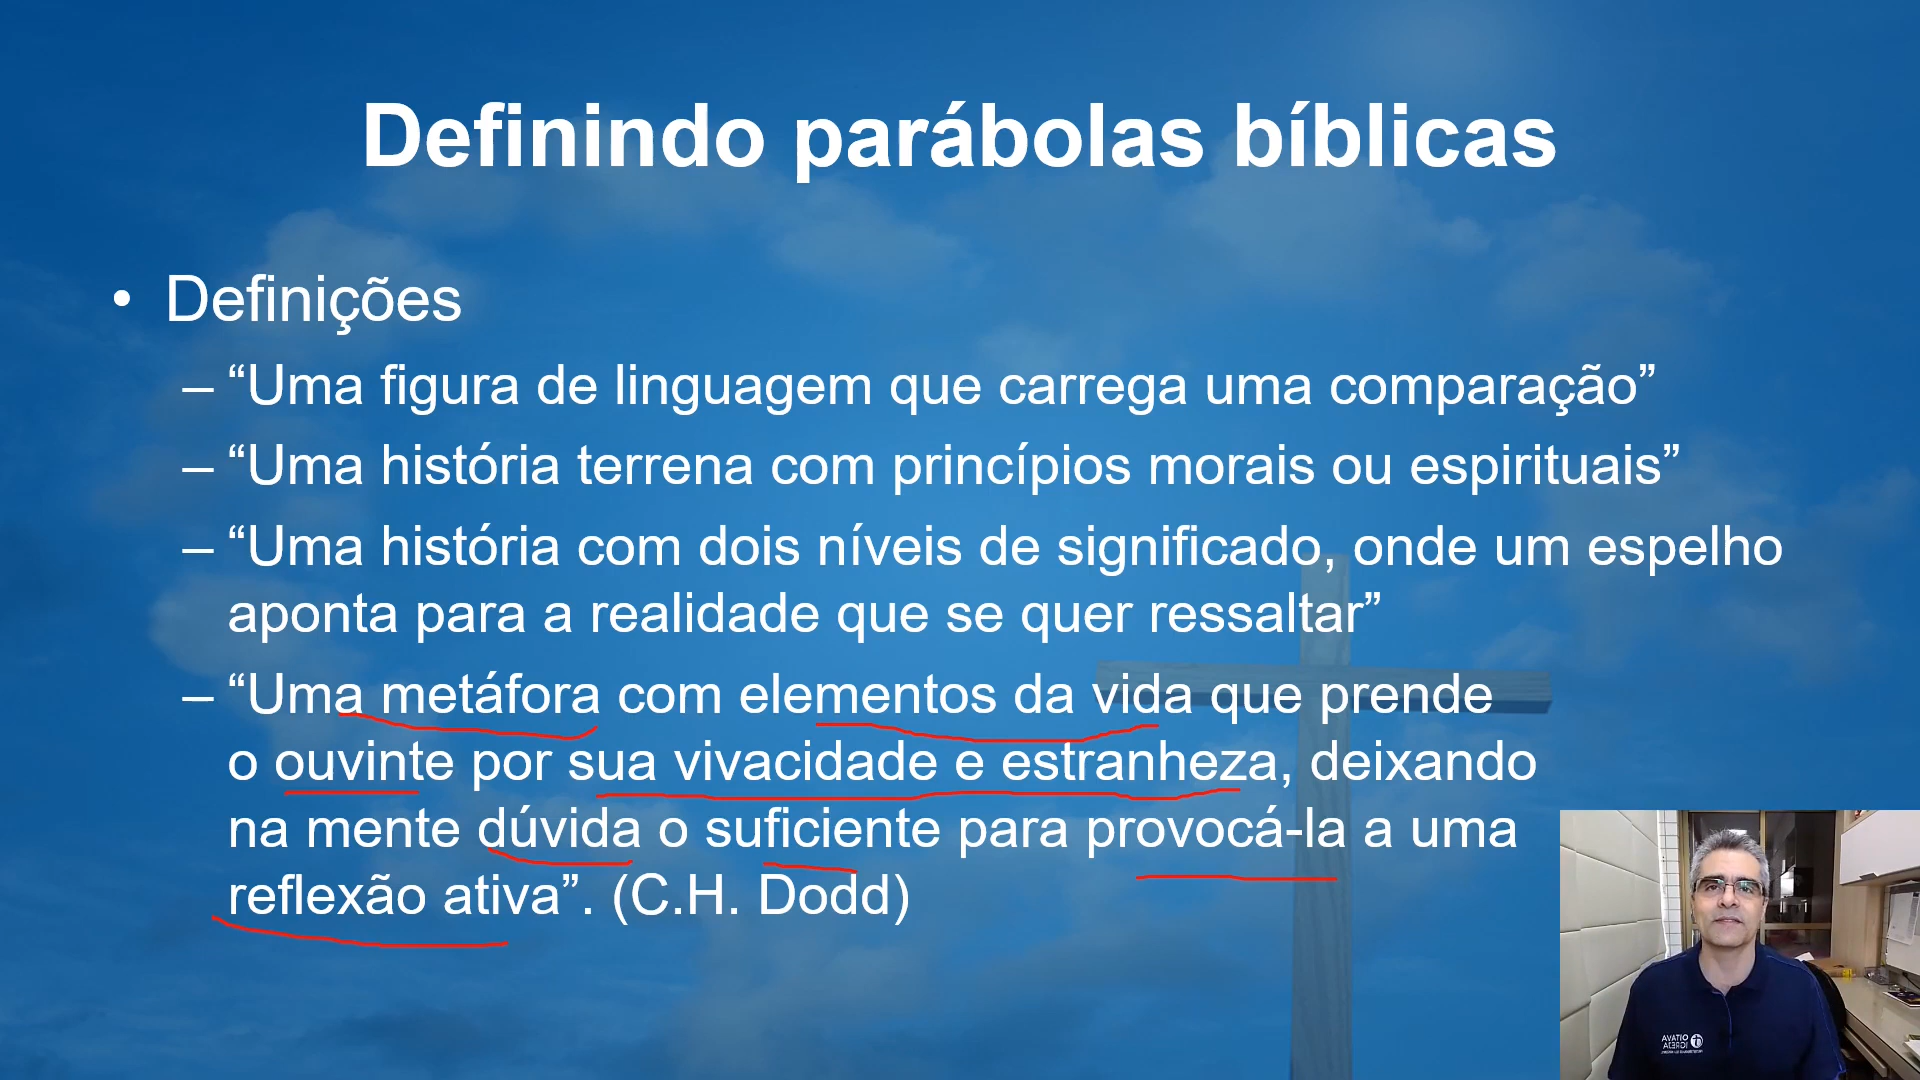 Definindo parábolas bíblicas
• Definições
– “Uma figura de linguagem que carrega uma comparação”
– “Uma história terrena com princípios morais ou espirituais”
– “Uma história com dois níveis de significado, onde um espelho
aponta para a realidade que se quer ressaltar”
– “Uma metáfora com elementos da vida que prende
o ouvinte por sua vivacidade e estranheza, deixando
na mente dúvida o suficiente para provocá-la a uma
reflexão ativa”. (C.H. Dodd)